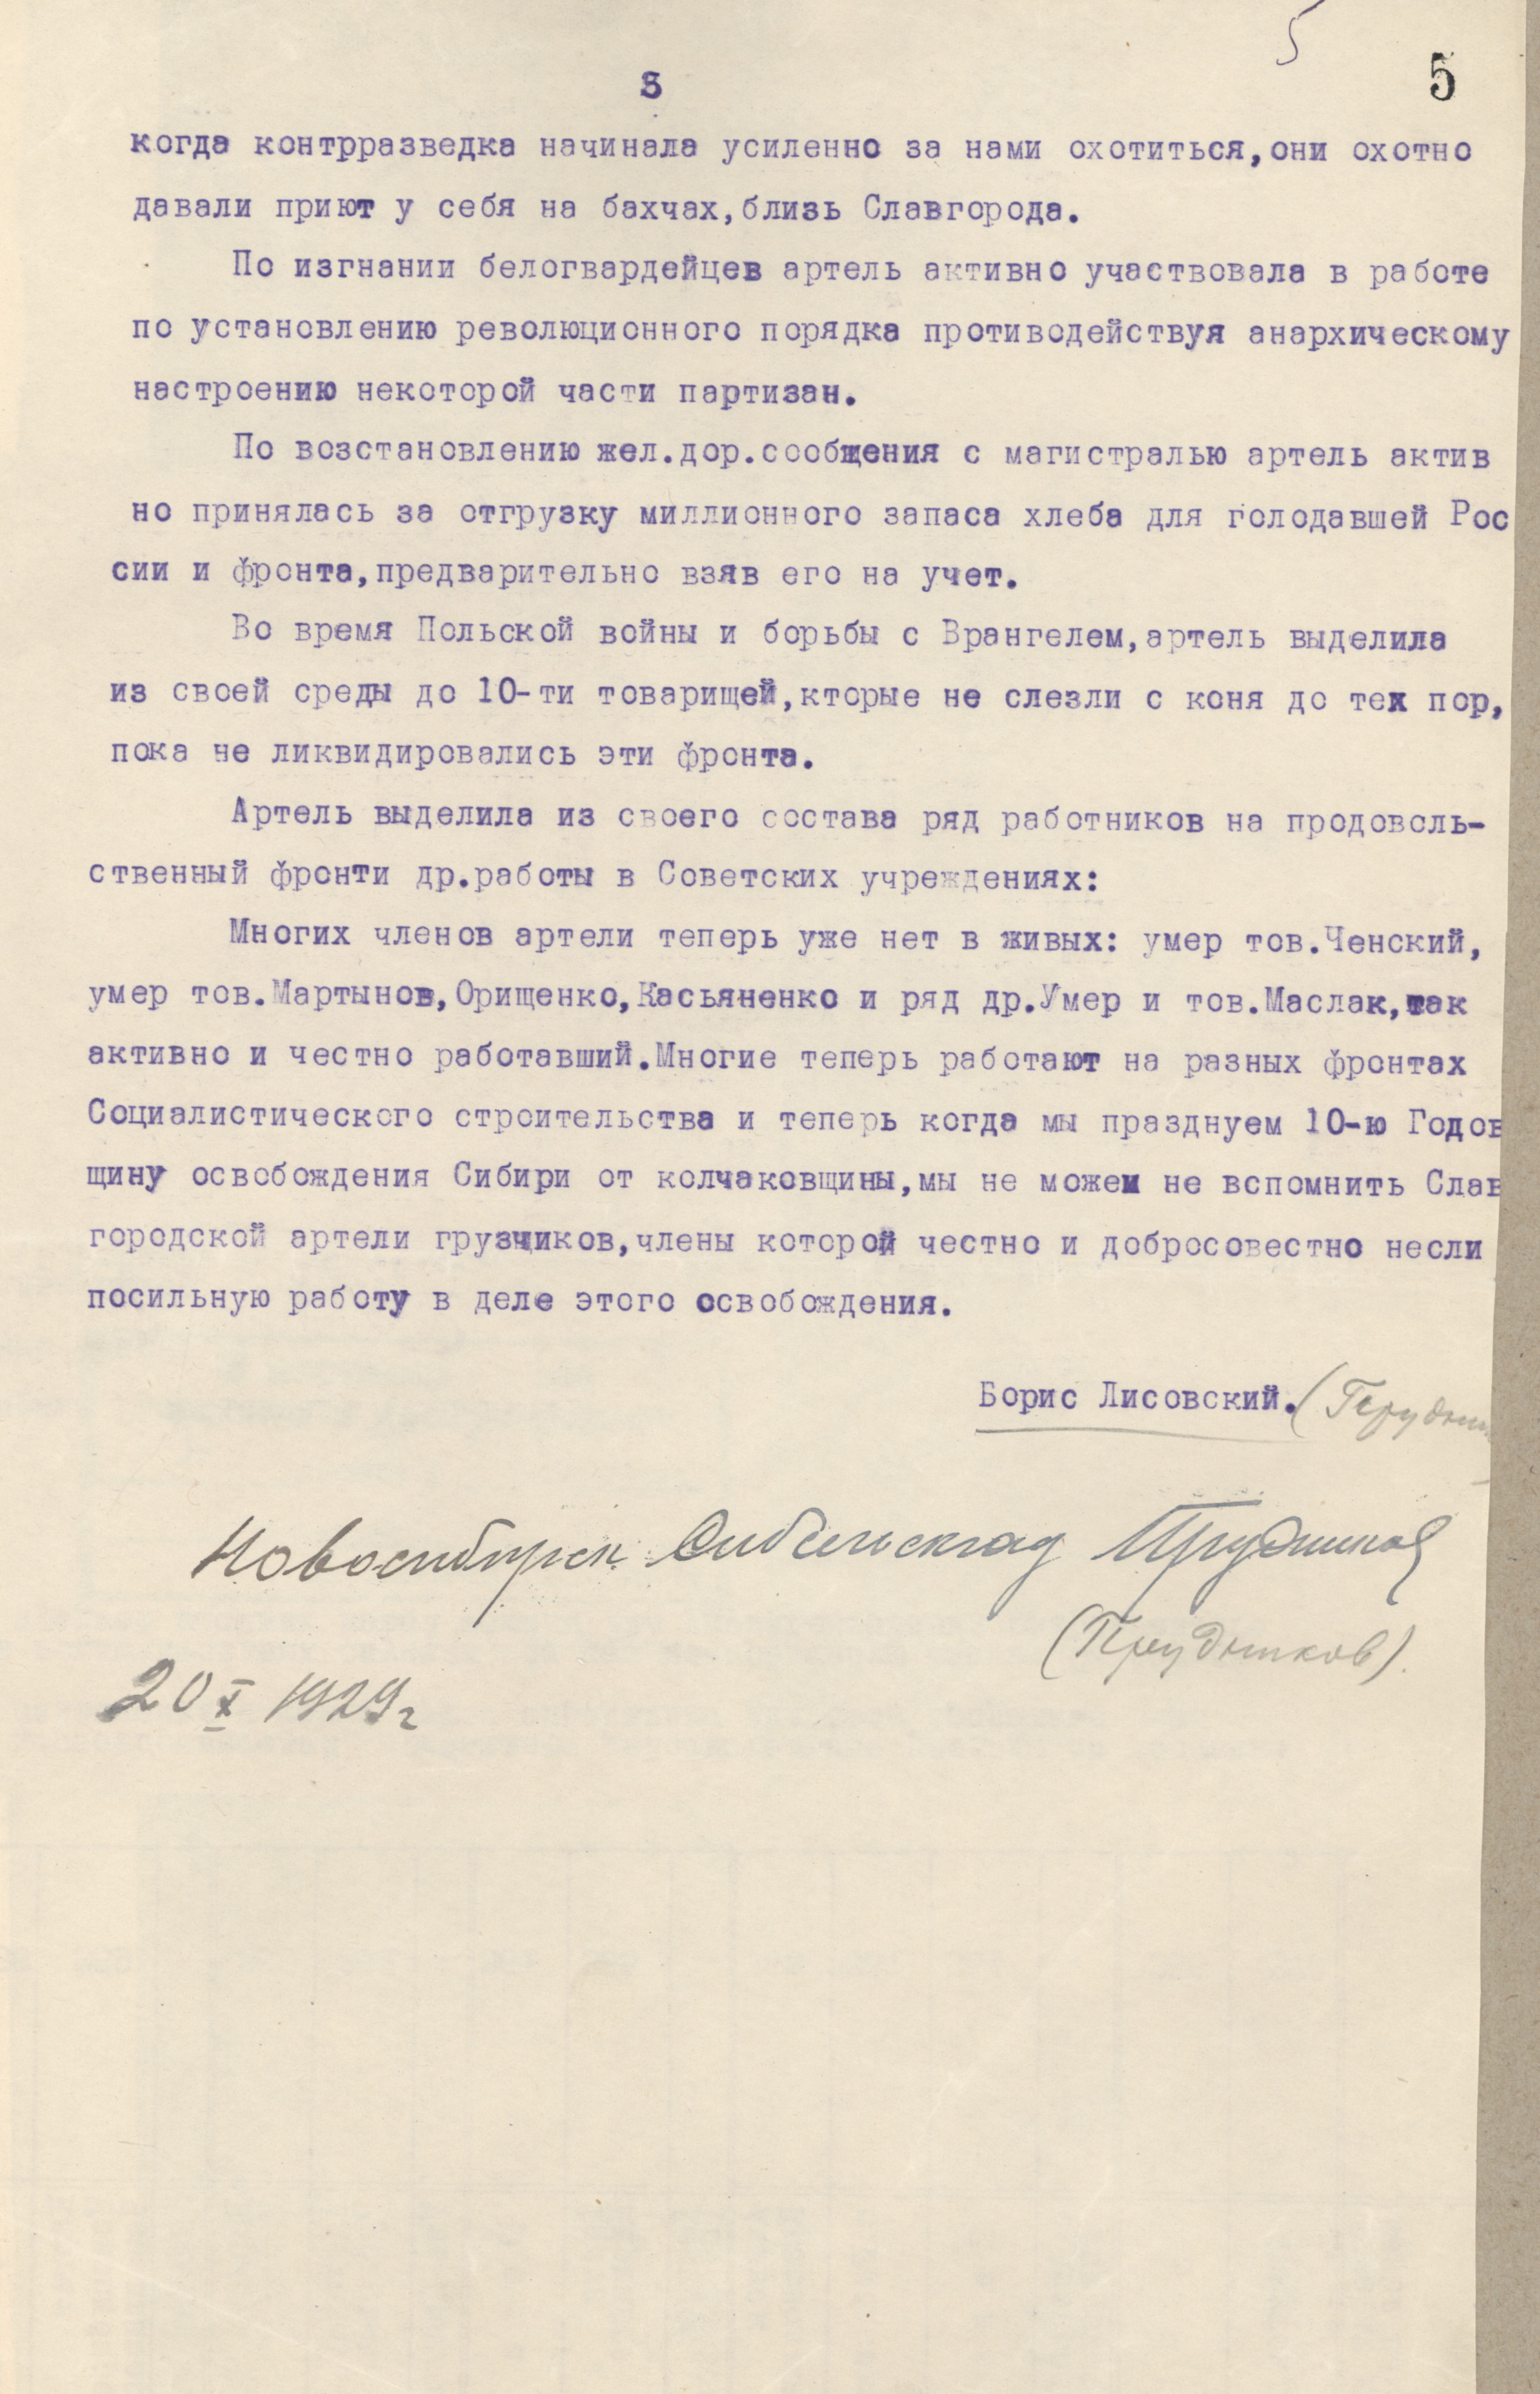 5
5
3
когда контрразведка начинала усиленно за нами охотиться,они охотно
давали приют у себя на бахчах,близь Славгорода.
По изгнании белогвардейцев артель активно участвовала в работе
по установлению революционного порядка противодействуя анархическому
настроению некоторой части партизан.
По возстановлению жел.дор.сообщения с магистралью артель актив
но принялась за отгрузку миллионного запаса хлеба для голодавшей Рос
сии и фронта,предварительно взяв его на учет.
Во время Польской войны и борьбы с Врангелем,артель выделила
из своей среды до 10-ти товарищей,кторые не слезли с коня до тех пор,
пока не ликвидировались эти фронта.
Артель выделила из своего состава ряд работников на продоволь-
ственный фронти др.работы в Советских учреждениях:
Многих членов артели теперь уже нет в живых: умер тов.Ченский,
умер тов.Мартынов,Орищенко,Касьяненко и ряд др.Умер и тов.Маслак,так
активно и честно работавший.Многие теперь работают на разных фронтах
Социалистического строительства и теперь когда мы празднуем 10-ю Годов
щину освобождения Сибири от колчаковщины,мы не можем не вспомнить Слав
городской артели грузчиков,члены которой честно и добросовестно несли
посильную работу в деле этого освобождения.
Борис Лисовский.(Прудник
Новосибирск Сибсельсклад Прудников
(Прудников).
20 X 1929г